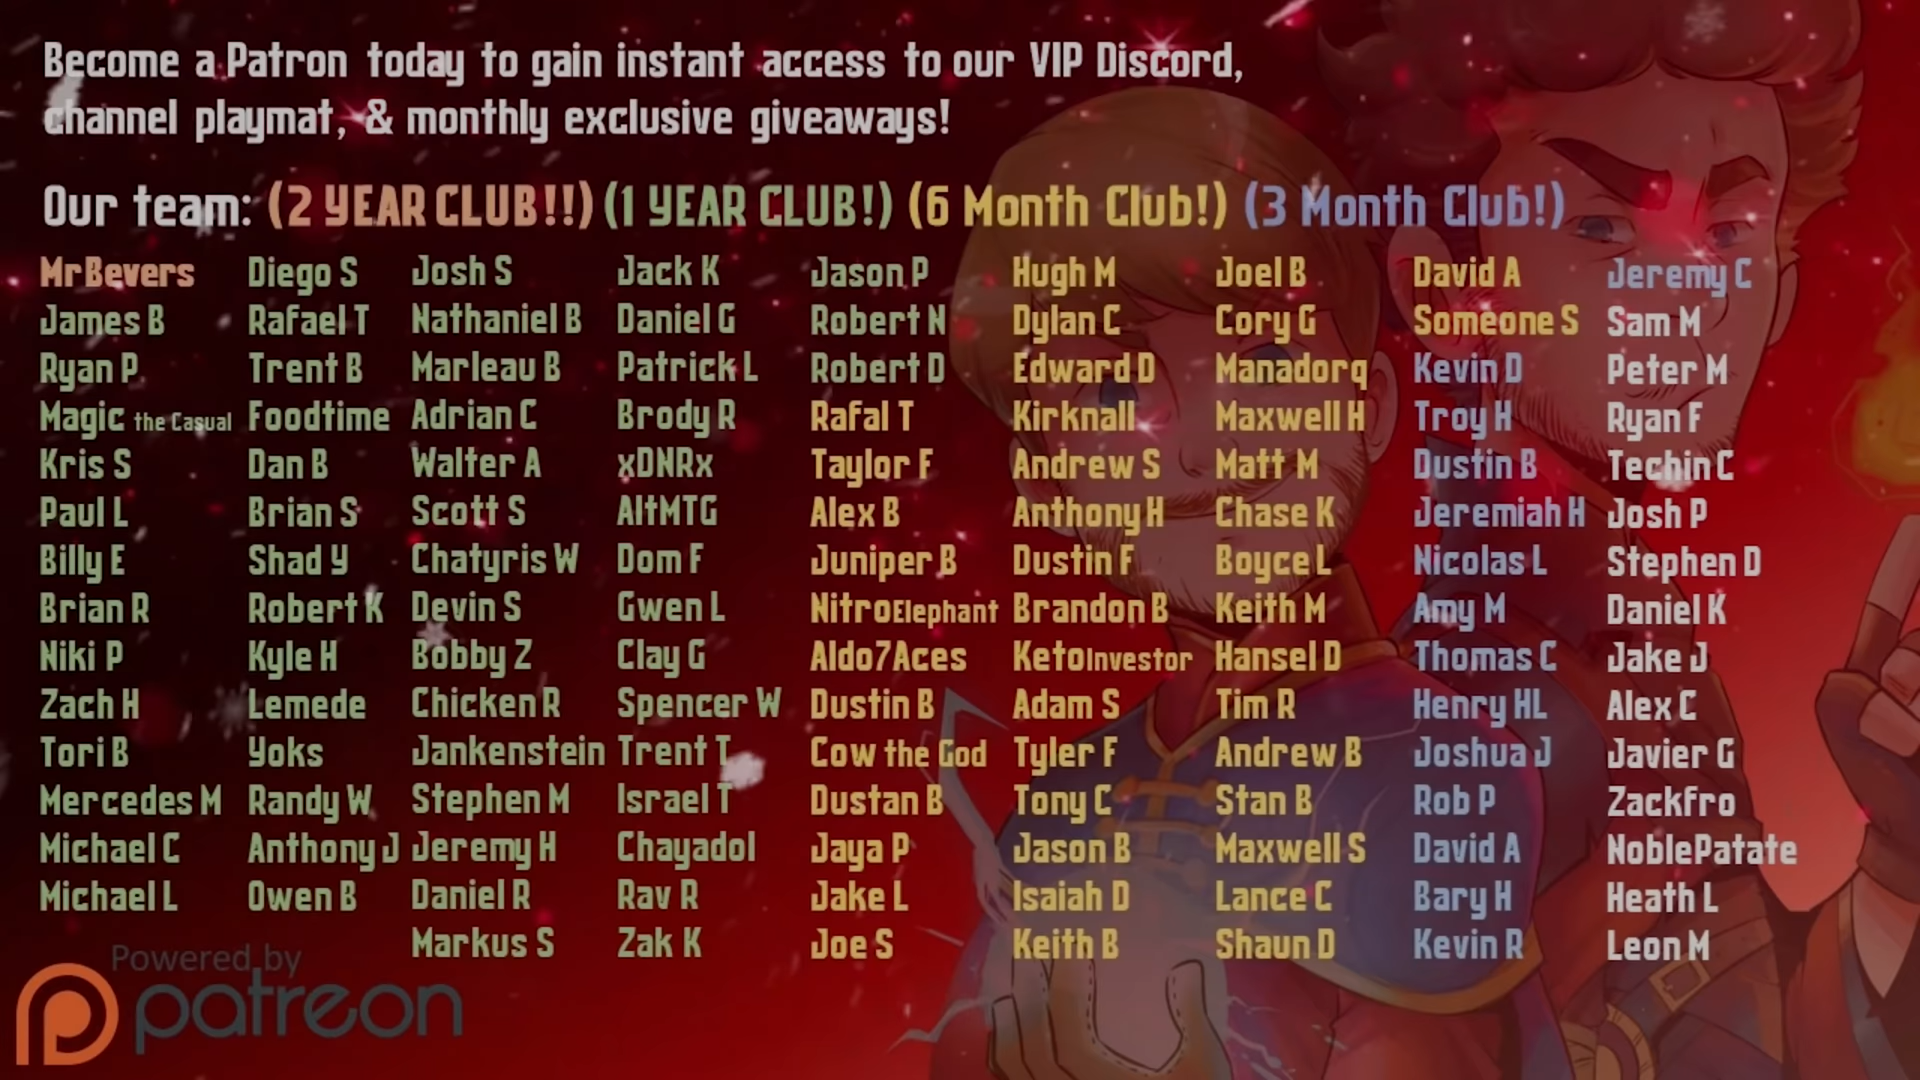 Become a Patron today to gain instant access to our VIP Discord,
channel playmat, & monthly exclusive giveaways!
Our team: (2 YEAR CLUB!!) (1 YEAR CLUB!) (6 Month Club!) (3 Month Club!)
MrBevers Diego S Josh S Jack K Jason P Hugh M Joel B David A Jeremy C
James B Rafael T Nathaniel B Daniel G Robert N Dylan C Cory G Someone S Sam M
Ryan P Trent B Marleau B Patrick L Robert D Edward D Manadorq Kevin D Peter M
Magic the Casual Foodtime Adrian C Brody R Rafal T Kirknall Maxwell H Troy H Ryan F
Kris S Dan B Walter A xDNRx Taylor F Andrew S Matt M Dustin B Techin C
Paul L Brian S Scott S AltMTG Alex B Anthony H Chase K Jeremiah H Josh P
Billy E Shad Y Chatyris W Dom F Juniper B Dustin F Boyce L Nicolas L Stephen D
Brian R Robert K Devin S Gwen L NitroElephant Brandon B Keith M Amy M Daniel K
Niki P Kyle H Bobby Z Clay G Aldo7Aces KetoInvestor Hansel D Thomas C Jake J
Zach H Lemede Chicken R Spencer W Dustin B Adam S Tim R Henry HL Alex C
Tori B Yoks Jankenstein Trent T Cow the God Tyler F Andrew B Joshua J Javier G
Mercedes M Randy W Stephen M Israel T Dustan B Tony C Stan B Rob P Zackfro
Michael C Anthony J Jeremy H Chayadol Jaya P Jason B Maxwell S David A NoblePatate
Michael L Owen B Daniel R Rav R Jake L Isaiah D Lance C Bary H Heath L
Markus S Zak K Joe S Keith B Shaun D Kevin R Leon M
Powered by
patreon